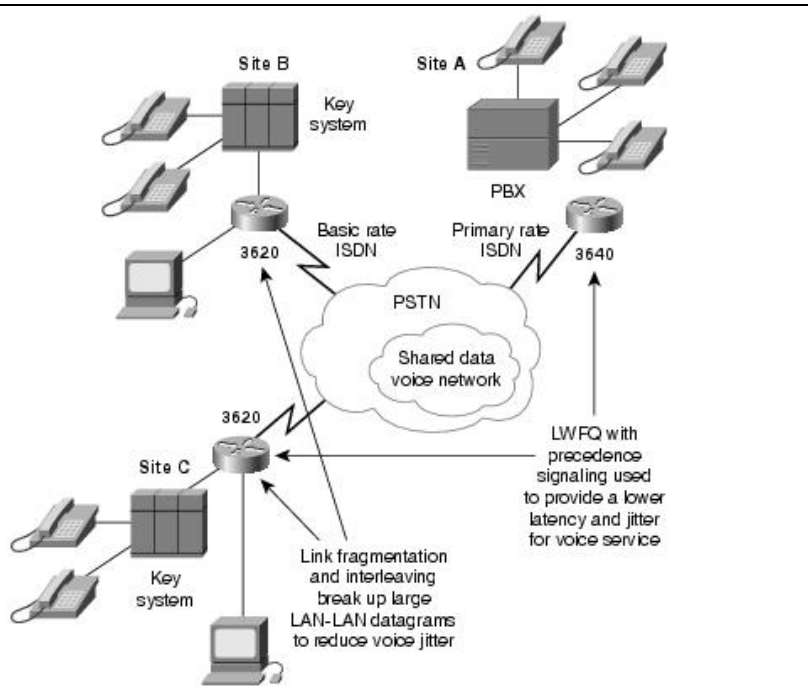 Site B
Site A
Key
system
PBX
Basic rate
ISDN
Primary rate
ISDN
3620
3640
PSTN
Shared data
voice network
3620
Site C
LWFQ with
precedence
signaling used
to provide a lower
latency and jitter
for voice service
Key
system
Link fragmentation
and interleaving
break up large
LAN-LAN datagrams
to reduce voice jitter